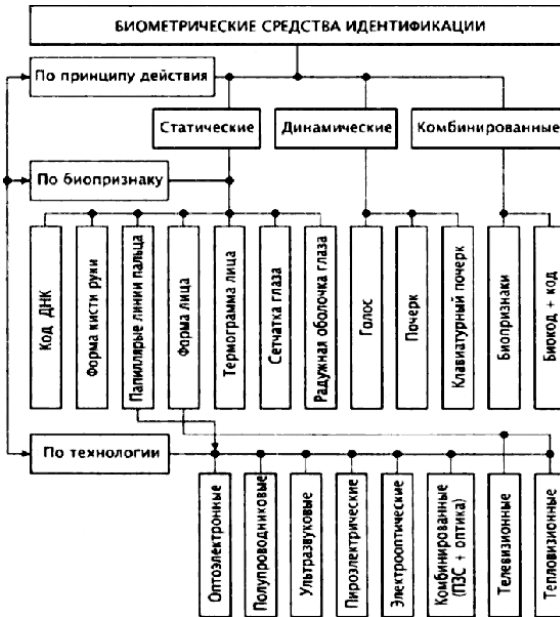 БИОМЕТРИЧЕСКИЕ СРЕДСТВА ИДЕНТИФИКАЦИИ
По принципу действия
Статические
Динамические
Комбинированные
По биопризнаку
Код ДНК
Форма кисти руки
Папиллярые линии пальца
Форма лица
Термограмма лица
Сетчатка глаза
Радужная оболочка глаза
Голос
Почерк
Клавиатурный почерк
Биопризнаки
Биокод + код
По технологии
Оптоэлектронные
Полупроводниковые
Ультразвуковые
Пироэлектрические
Электрооптические
Комбинированные
(ПЗС + оптика)
Телевизионные
Тепловизионные